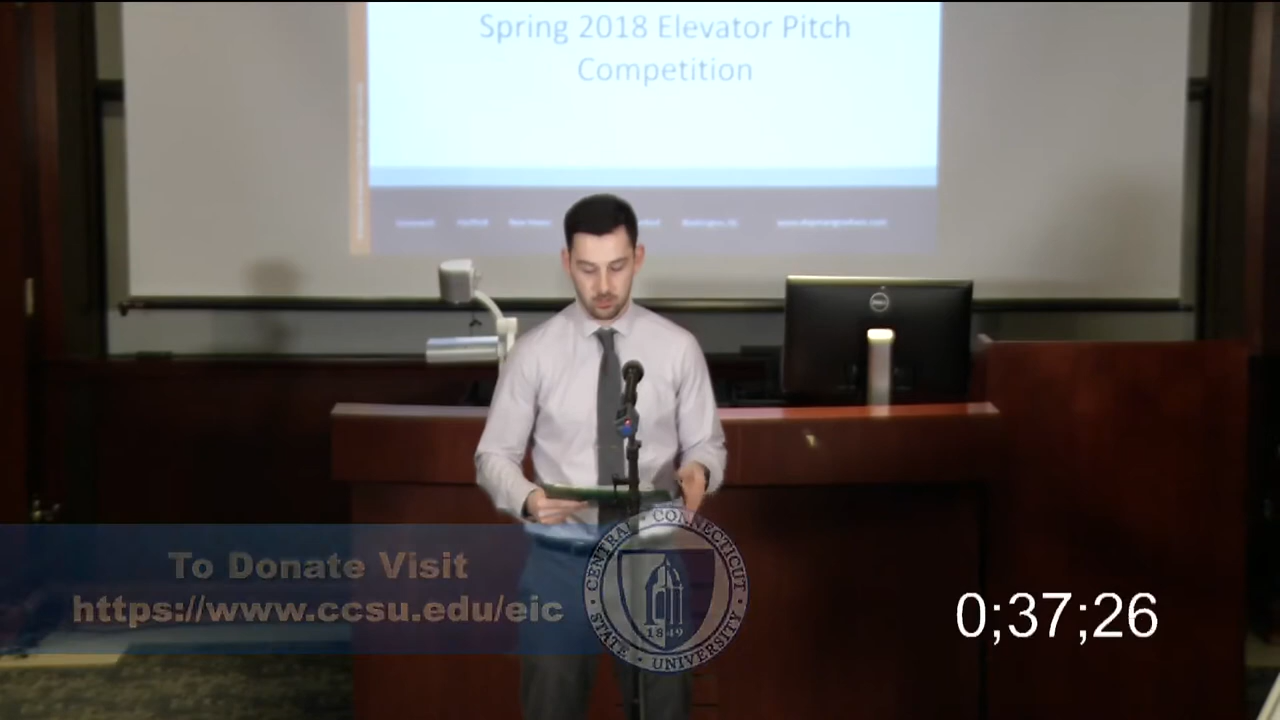 Spring 2018 Elevator Pitch
Competition
DELL
To Donate Visit
https://www.ccsu.edu/eic
CENTRAL · CONNECTICUT
STATE · UNIVERSITY
1849
0;37;26